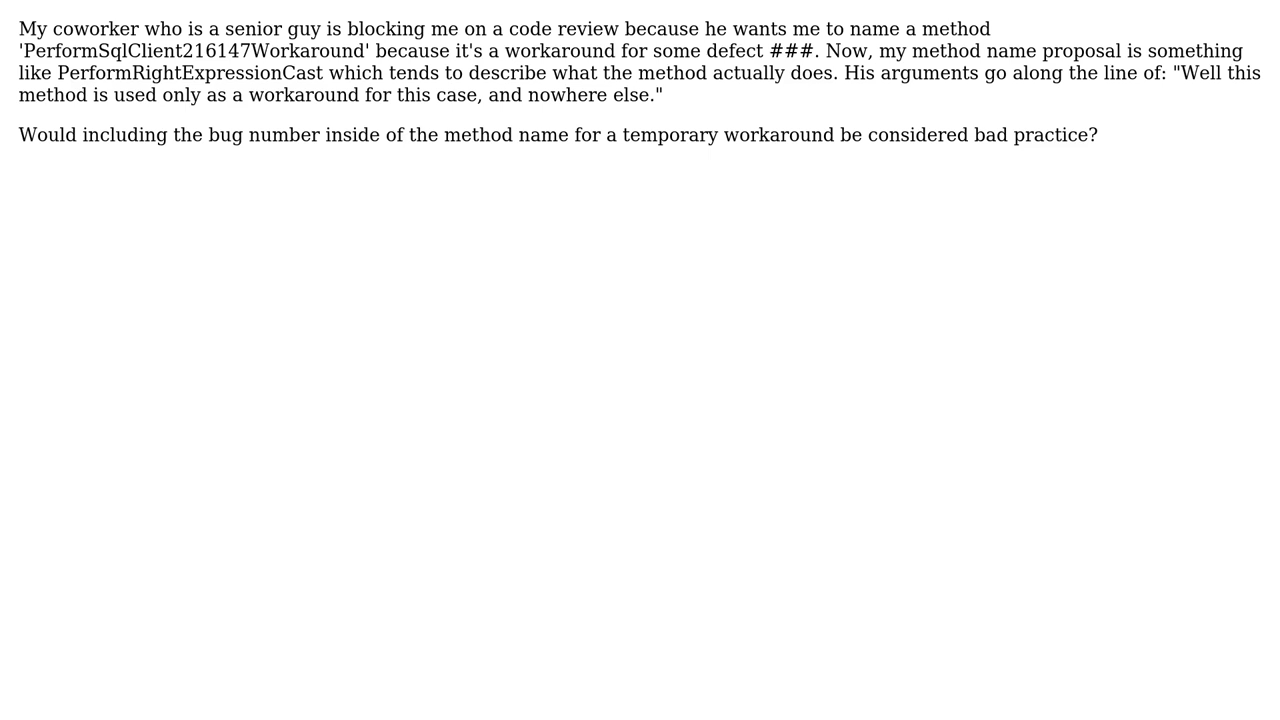 My coworker who is a senior guy is blocking me on a code review because he wants me to name a method
'PerformSqlClient216147Workaround' because it's a workaround for some defect ###. Now, my method name proposal is something
like PerformRightExpressionCast which tends to describe what the method actually does. His arguments go along the line of: "Well this
method is used only as a workaround for this case, and nowhere else."
Would including the bug number inside of the method name for a temporary workaround be considered bad practice?